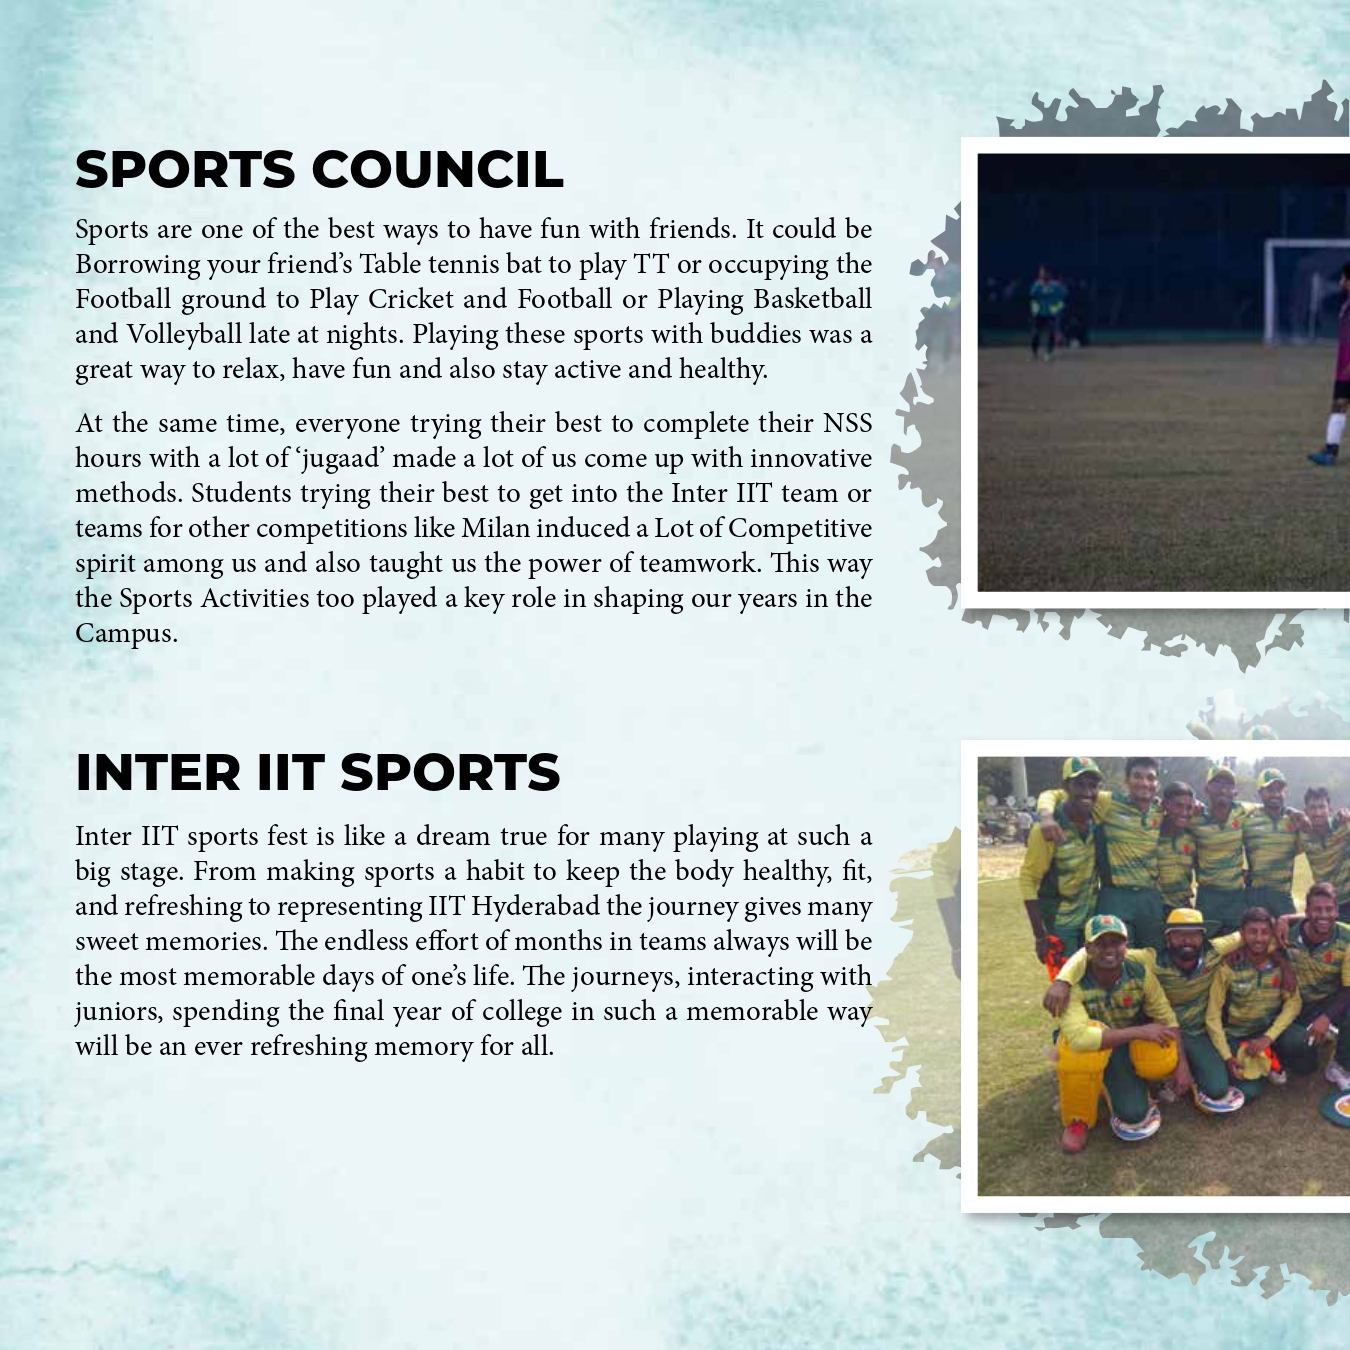 SPORTS COUNCIL
Sports are one of the best ways to have fun with friends. It could be
Borrowing your friend’s Table tennis bat to play TT or occupying the
Football ground to Play Cricket and Football or Playing Basketball
and Volleyball late at nights. Playing these sports with buddies was a
great way to relax, have fun and also stay active and healthy.
At the same time, everyone trying their best to complete their NSS
hours with a lot of ‘jugaad’ made a lot of us come up with innovative
methods. Students trying their best to get into the Inter IIT team or
teams for other competitions like Milan induced a Lot of Competitive
spirit among us and also taught us the power of teamwork. This way
the Sports Activities too played a key role in shaping our years in the
Campus.
INTER IIT SPORTS
Inter IIT sports fest is like a dream true for many playing at such a
big stage. From making sports a habit to keep the body healthy, fit,
and refreshing to representing IIT Hyderabad the journey gives many
sweet memories. The endless effort of months in teams always will be
the most memorable days of one’s life. The journeys, interacting with
juniors, spending the final year of college in such a memorable way
will be an ever refreshing memory for all.